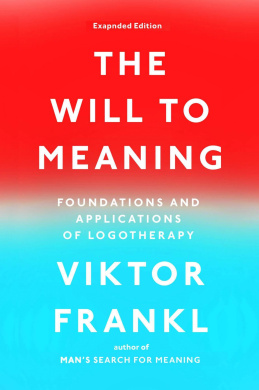 Exapnded Edition
THE
WILL TO
MEANING
FOUNDATIONS AND
APPLICATIONS
OF LOGOTHERAPY
VIKTOR
FRANKL
author of
MAN'S SEARCH FOR MEANING